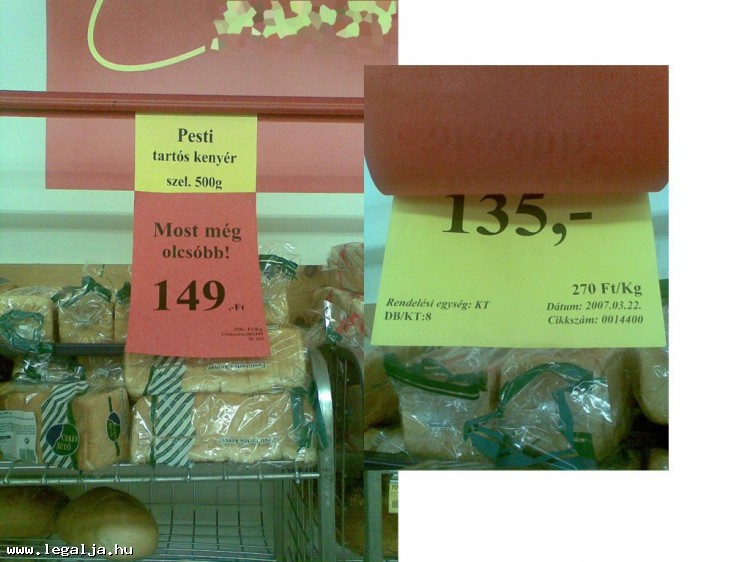 Pesti
tartós kenyér
szel. 500g
Most még
olcsóbb!
149,-Ft
135,-
270 Ft/Kg
Rendelési egység: KT
Dátum: 2007.03.22.
DB/KT:8
Cikkszám: 0014400
www.legalja.hu